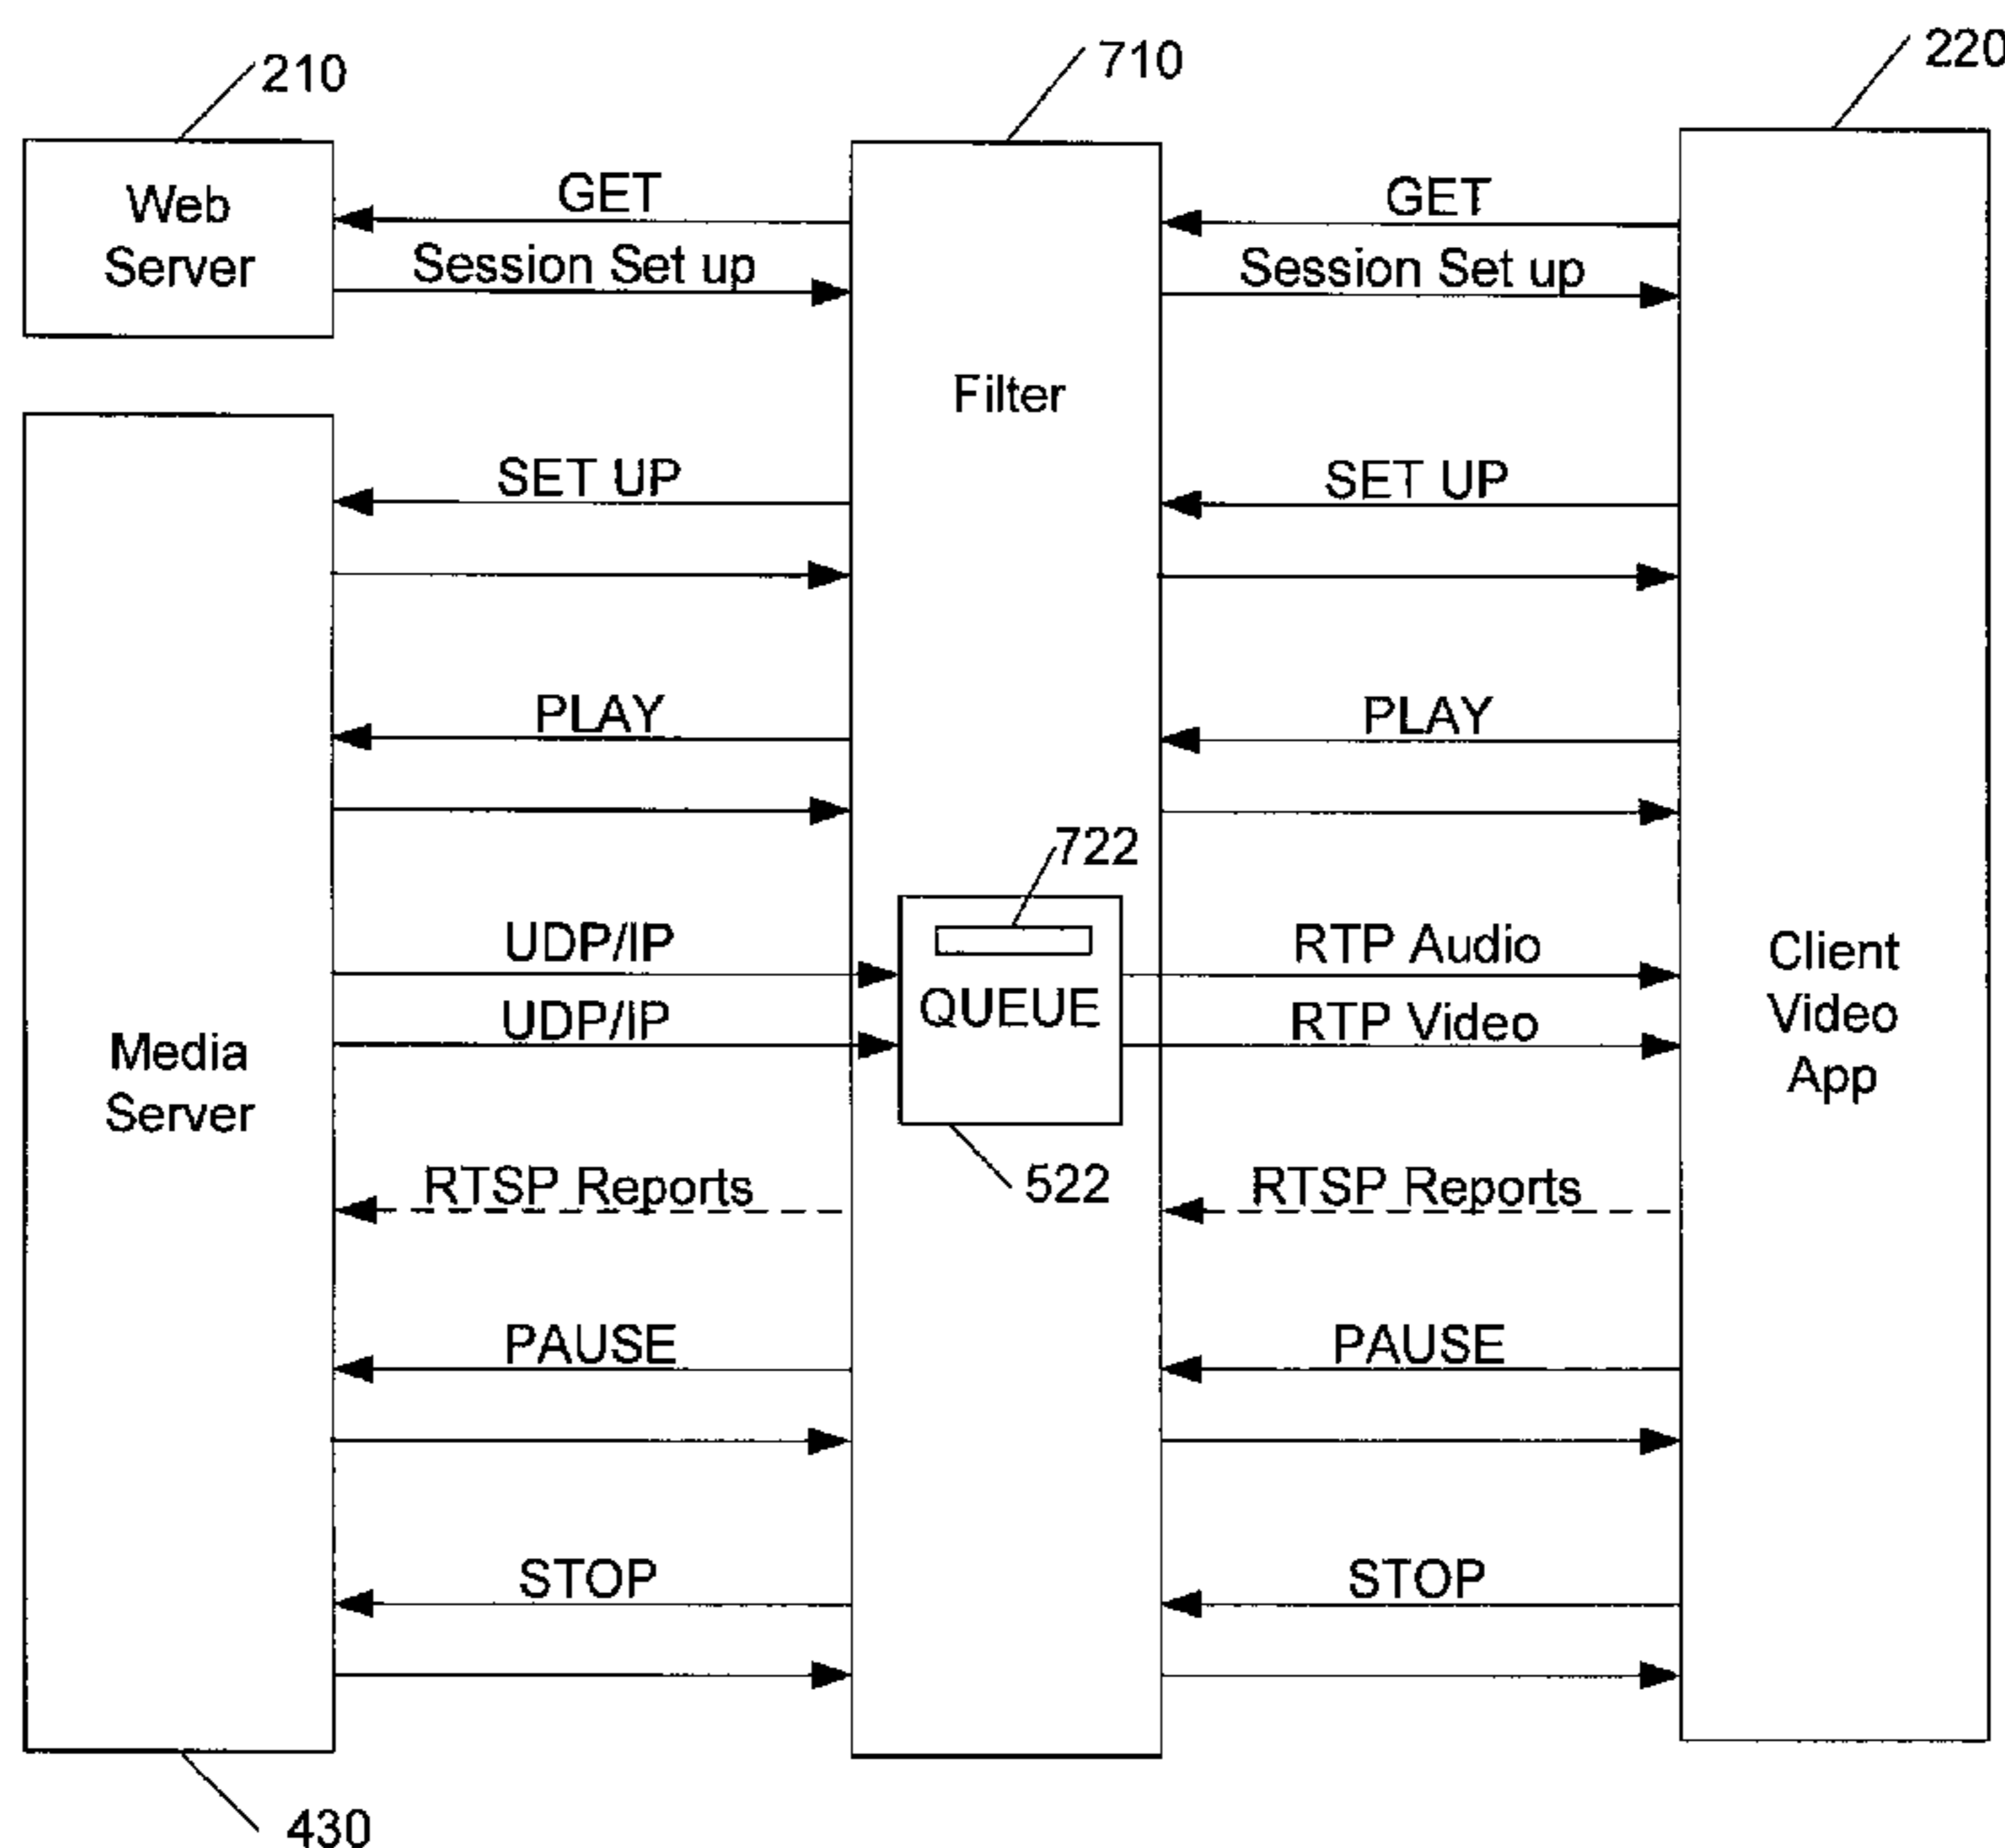 210
710
220
Web
Server
GET
GET
Session Set up
Session Set up
Filter
SET UP
SET UP
PLAY
PLAY
722
UDP/IP
RTP Audio
QUEUE
UDP/IP
RTP Video
Client
Video
App
Media
Server
522
RTSP Reports
RTSP Reports
PAUSE
PAUSE
STOP
STOP
430